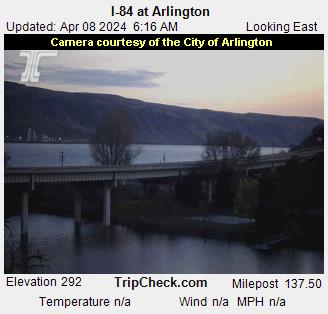 I-84 at Arlington
Updated: Apr 08 2024 6:16 AM Looking East
Camera courtesy of the City of Arlington
Elevation 292 TripCheck.com Milepost 137.50
Temperature n/a Wind n/a MPH n/a